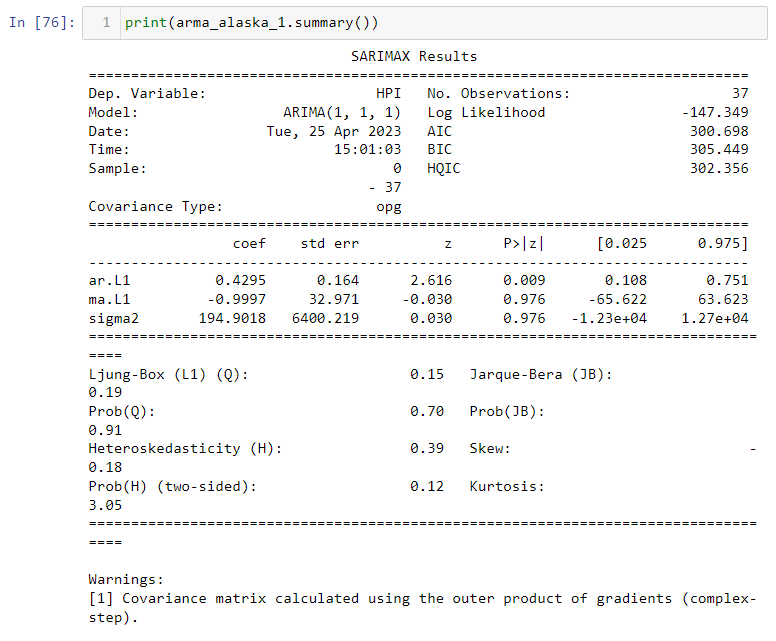 In [76]: 1 print(arma_alaska_1.summary())
SARIMAX Results
==============================================================================
Dep. Variable: HPI No. Observations: 37
Model: ARIMA(1, 1, 1) Log Likelihood -147.349
Date: Tue, 25 Apr 2023 AIC 300.698
Time: 15:01:03 BIC 305.449
Sample: 0 HQIC 302.356
- 37
Covariance Type: opg
==============================================================================
coef std err z P>|z| [0.025 0.975]
------------------------------------------------------------------------------
ar.L1 0.4295 0.164 2.616 0.009 0.108 0.751
ma.L1 -0.9997 32.971 -0.030 0.976 -65.622 63.623
sigma2 194.9018 6400.219 0.030 0.976 -1.23e+04 1.27e+04
===============================================================================
====
Ljung-Box (L1) (Q): 0.15 Jarque-Bera (JB):
0.19
Prob(Q): 0.70 Prob(JB):
0.91
Heteroskedasticity (H): 0.39 Skew: -
0.18
Prob(H) (two-sided): 0.12 Kurtosis:
3.05
===============================================================================
====
Warnings:
[1] Covariance matrix calculated using the outer product of gradients (complex-
step).